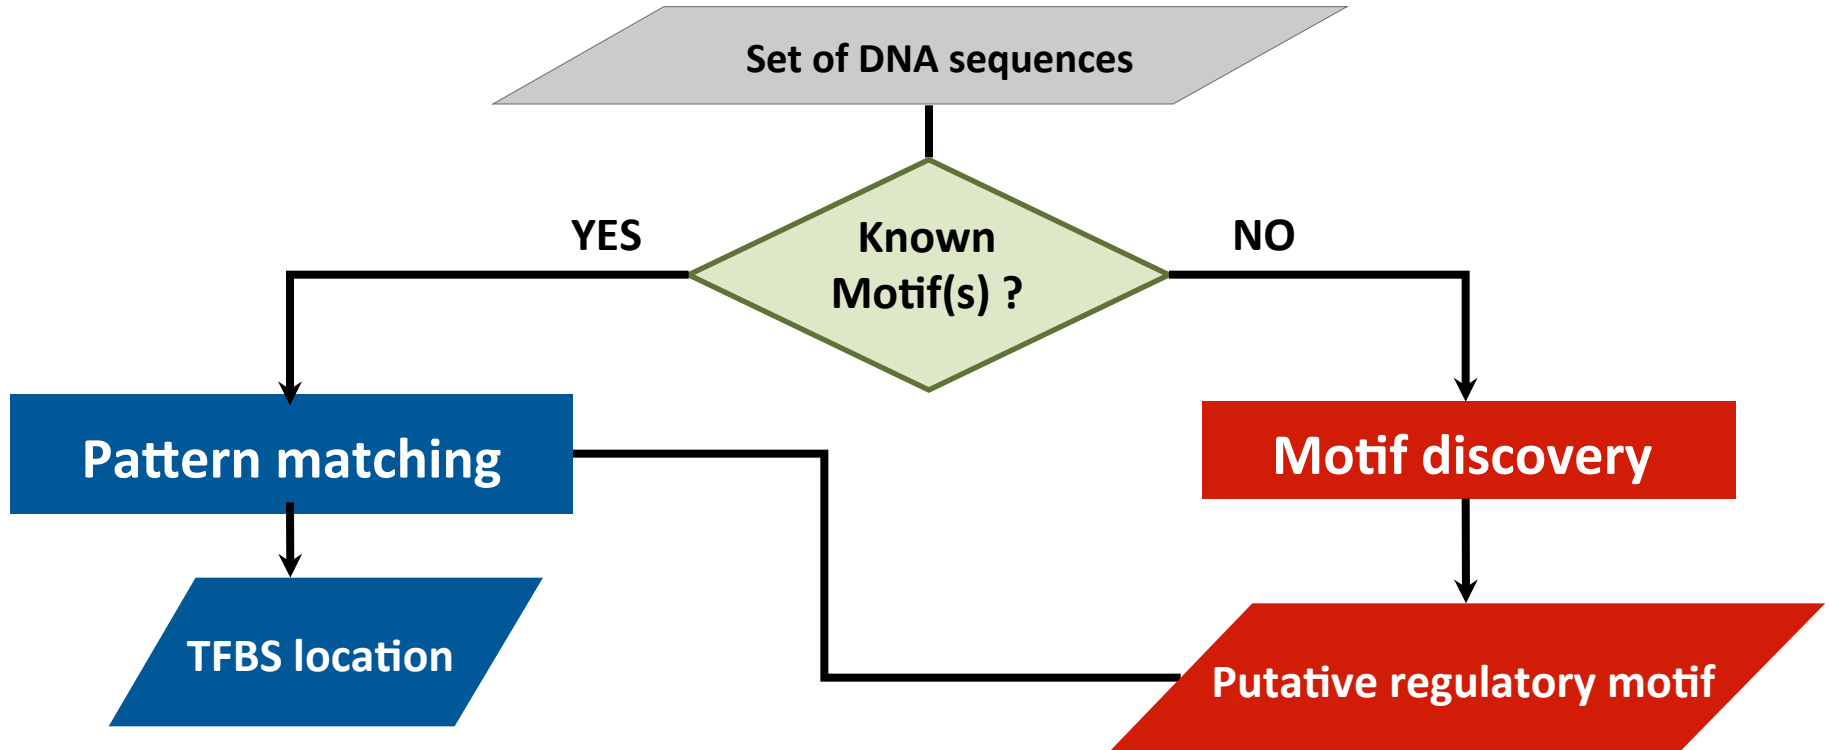 Set of DNA sequences
YES
Known
Motif(s) ?
NO
Pattern matching
Motif discovery
TFBS location
Putative regulatory motif